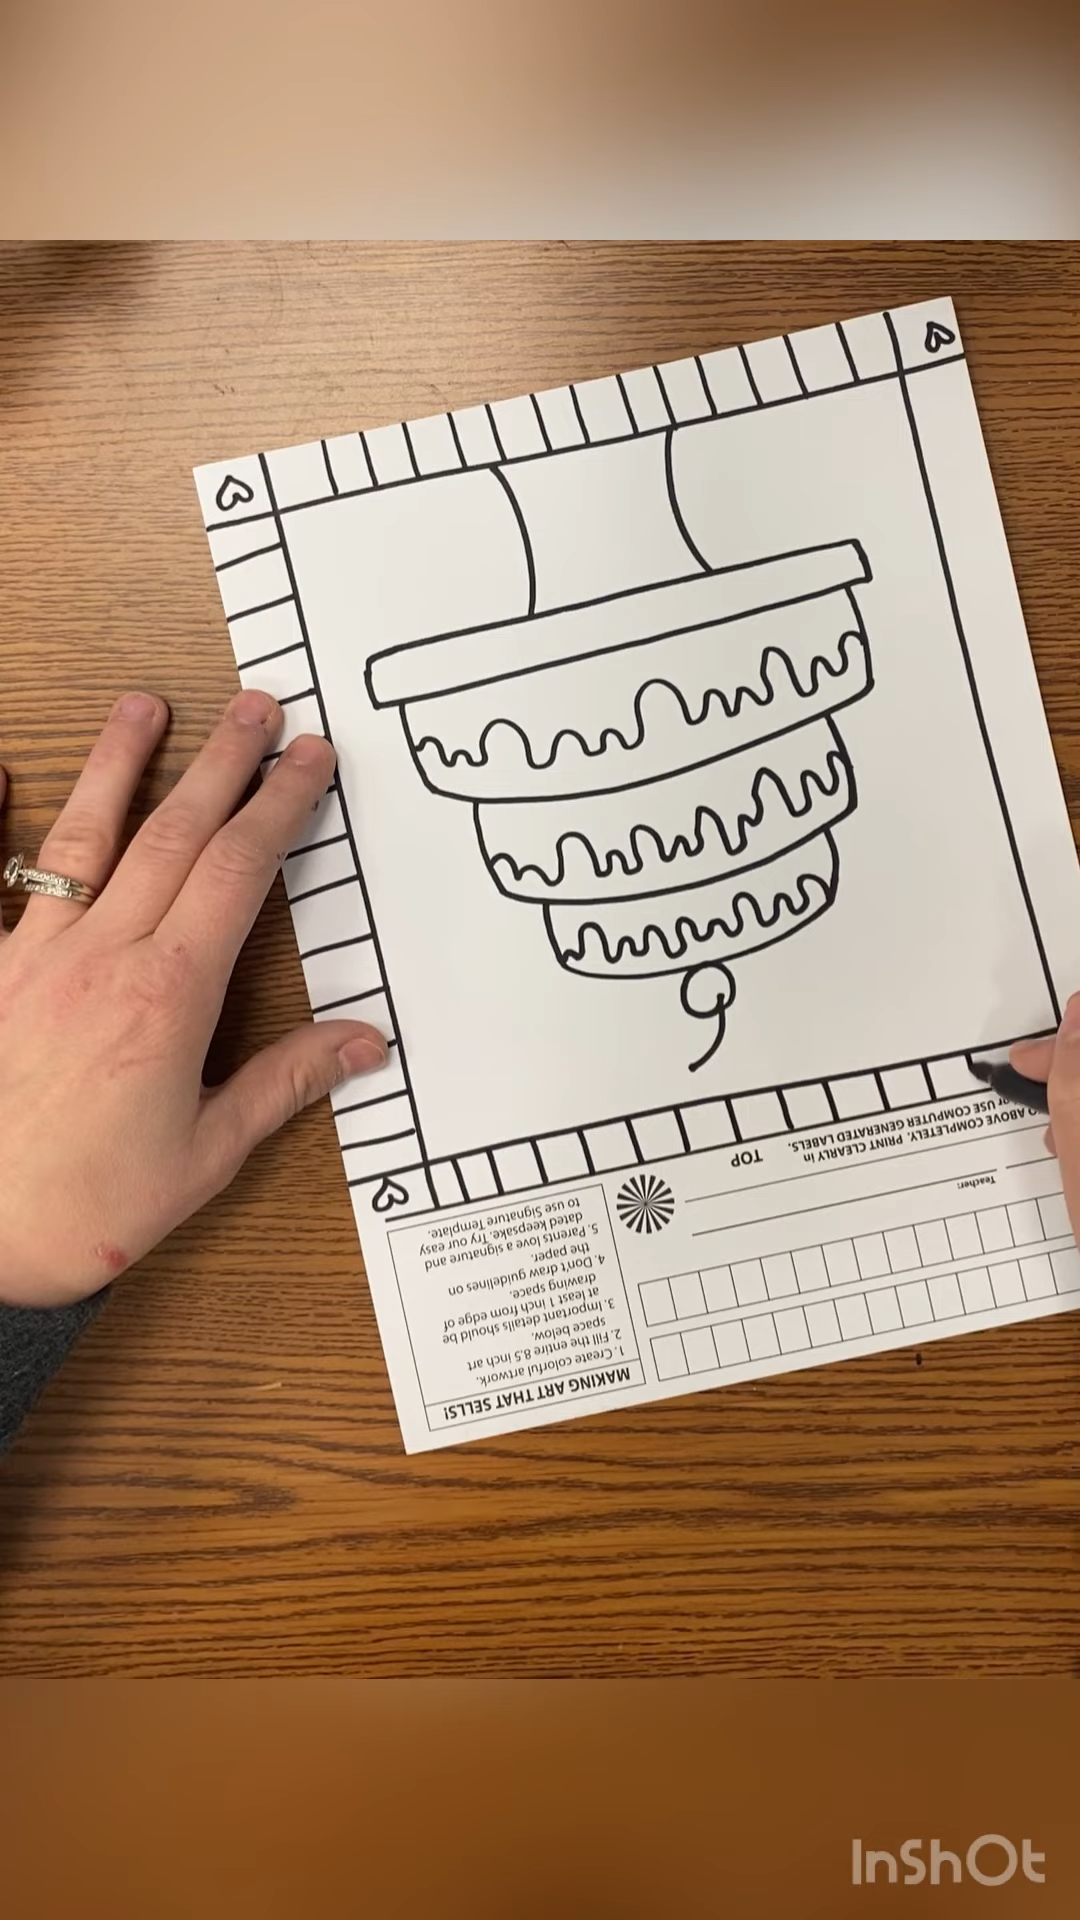 MAKING ART THAT SELLS!
1. Create colorful artwork.
2. Fill the entire 8.5 inch art
space below.
3. Important details should be
at least 1 inch from edge of
drawing space.
4. Don't draw guidelines on
the paper.
5. Parents love a signature and
dated keepsake. Try our easy
to use Signature Template.
Teacher:
ABOVE COMPLETELY. PRINT CLEARLY in
or USE COMPUTER GENERATED LABELS.
TOP
InShOt